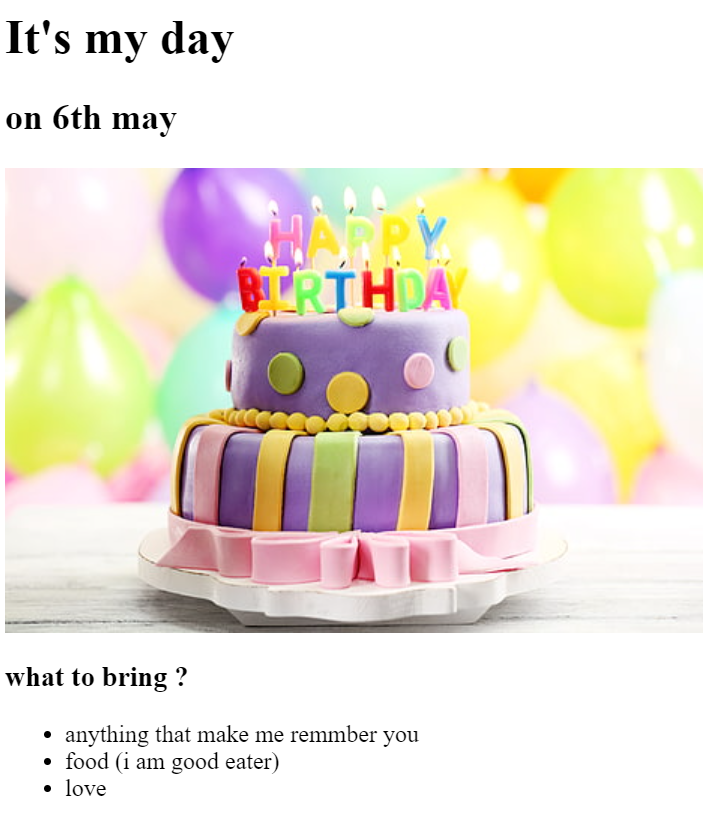 It's my day
on 6th may
HAPPY
BIRTHDAY
what to bring ?
anything that make me remmber you
food (i am good eater)
love